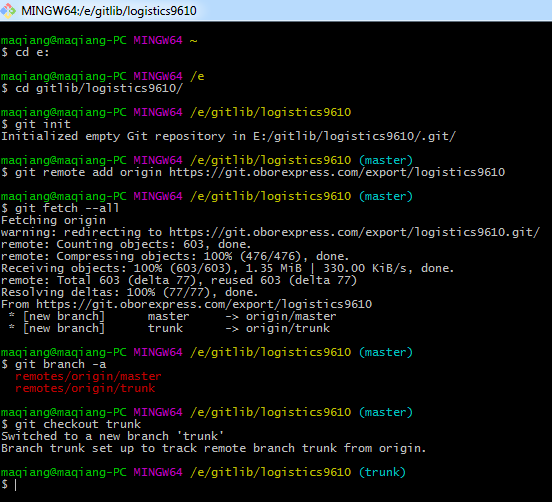 MINGW64:/e/gitlib/logistics9610
maqiang@maqiang-PC MINGW64 ~
$ cd e:
maqiang@maqiang-PC MINGW64 /e
$ cd gitlib/logistics9610/
maqiang@maqiang-PC MINGW64 /e/gitlib/logistics9610
$ git init
Initialized empty Git repository in E:/gitlib/logistics9610/.git/
maqiang@maqiang-PC MINGW64 /e/gitlib/logistics9610 (master)
$ git remote add origin https://git.oborexpress.com/export/logistics9610
maqiang@maqiang-PC MINGW64 /e/gitlib/logistics9610 (master)
$ git fetch --all
Fetching origin
warning: redirecting to https://git.oborexpress.com/export/logistics9610.git/
remote: Counting objects: 603, done.
remote: Compressing objects: 100% (476/476), done.
Receiving objects: 100% (603/603), 1.35 MiB | 330.00 KiB/s, done.
remote: Total 603 (delta 77), reused 603 (delta 77)
Resolving deltas: 100% (77/77), done.
From https://git.oborexpress.com/export/logistics9610
 * [new branch]      master     -> origin/master
 * [new branch]      trunk      -> origin/trunk
maqiang@maqiang-PC MINGW64 /e/gitlib/logistics9610 (master)
$ git branch -a
  remotes/origin/master
  remotes/origin/trunk
maqiang@maqiang-PC MINGW64 /e/gitlib/logistics9610 (master)
$ git checkout trunk
Switched to a new branch 'trunk'
Branch trunk set up to track remote branch trunk from origin.
maqiang@maqiang-PC MINGW64 /e/gitlib/logistics9610 (trunk)
$